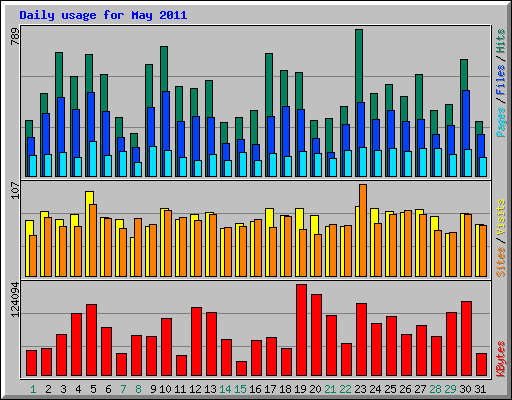 Daily usage for May 2011
789
Pages / Files / Hits
107
Sites / Visits
124094
KBytes
1 2 3 4 5 6 7 8 9 10 11 12 13 14 15 16 17 18 19 20 21 22 23 24 25 26 27 28 29 30 31